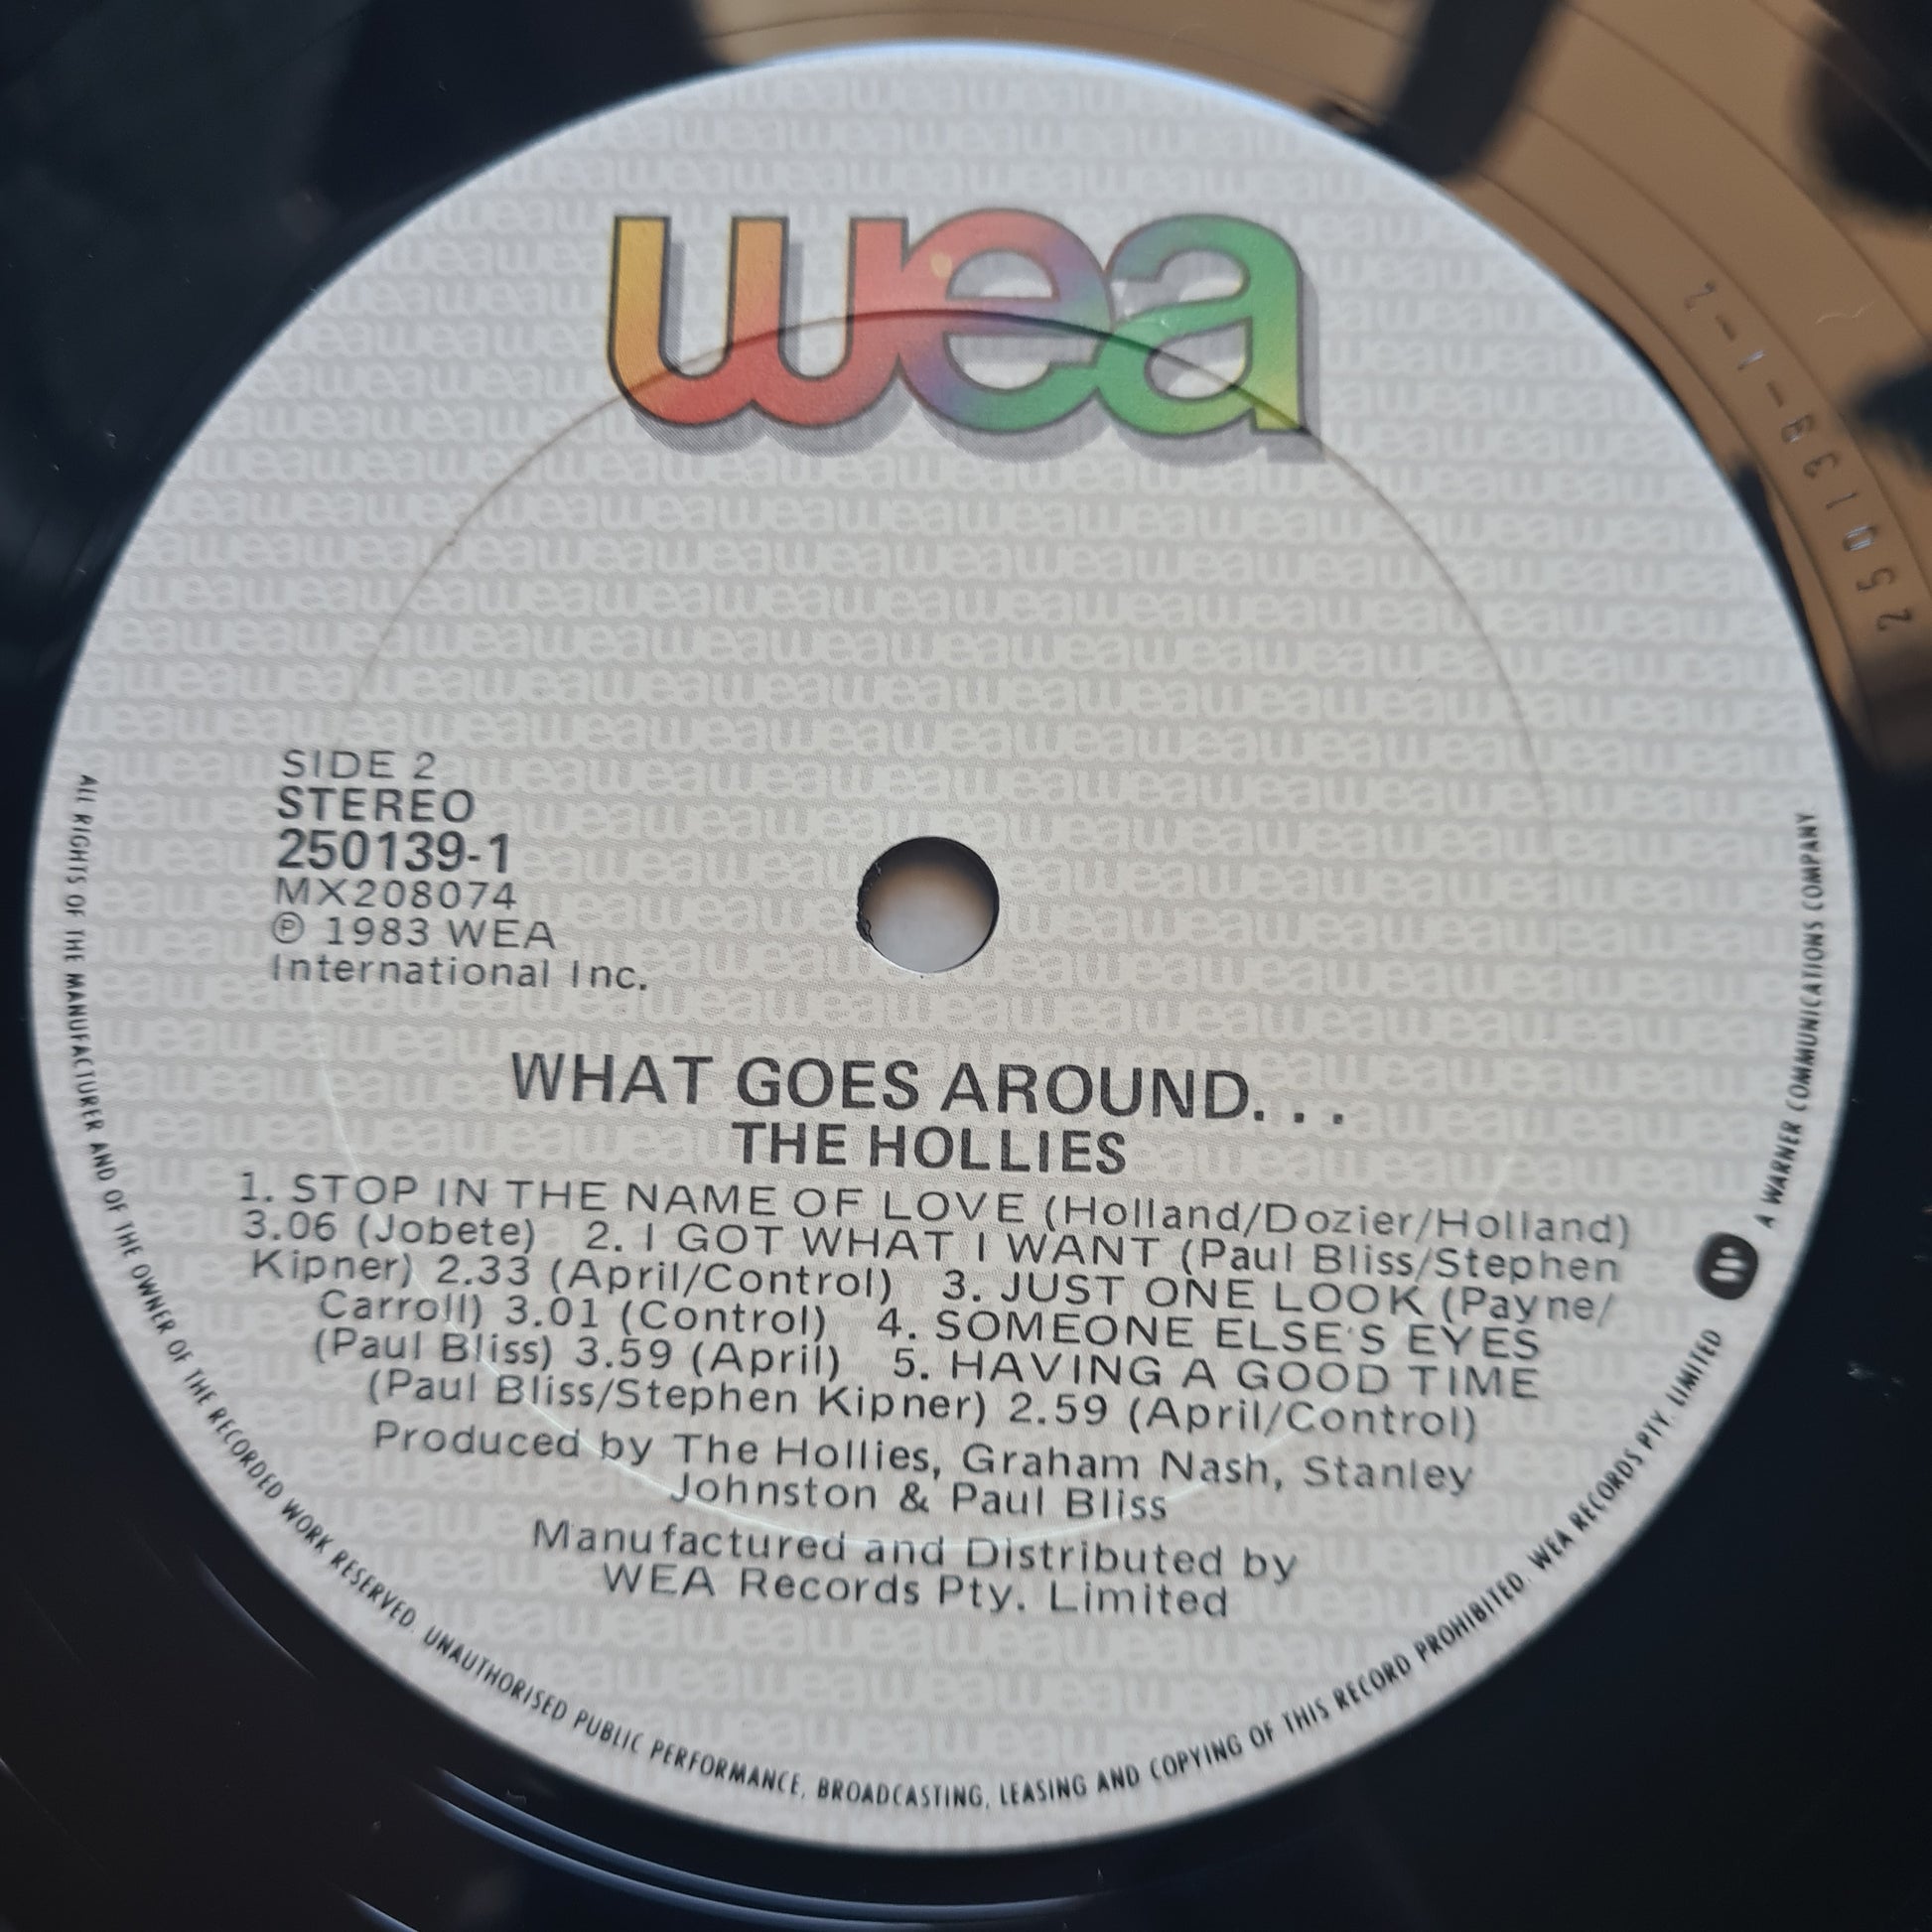 wea
SIDE 2
STEREO
250139-1
MX208074
℗ 1983 WEA
International Inc.
WHAT GOES AROUND...
THE HOLLIES
1. STOP IN THE NAME OF LOVE (Holland/Dozier/Holland)
3.06 (Jobete) 2. I GOT WHAT I WANT (Paul Bliss/Stephen
Kipner) 2.33 (April/Control) 3. JUST ONE LOOK (Payne/
Carroll) 3.01 (Control) 4. SOMEONE ELSE'S EYES
(Paul Bliss) 3.59 (April) 5. HAVING A GOOD TIME
(Paul Bliss/Stephen Kipner) 2.59 (April/Control)
Produced by The Hollies, Graham Nash, Stanley
Johnston & Paul Bliss
Manufactured and Distributed by
WEA Records Pty. Limited
ALL RIGHTS OF THE MANUFACTURER AND OF THE OWNER OF THE RECORDED WORK RESERVED. UNAUTHORISED PUBLIC PERFORMANCE, BROADCASTING, LEASING AND COPYING OF THIS RECORD PROHIBITED. WEA RECORDS PTY. LIMITED A WARNER COMMUNICATIONS COMPANY
250139-1-2